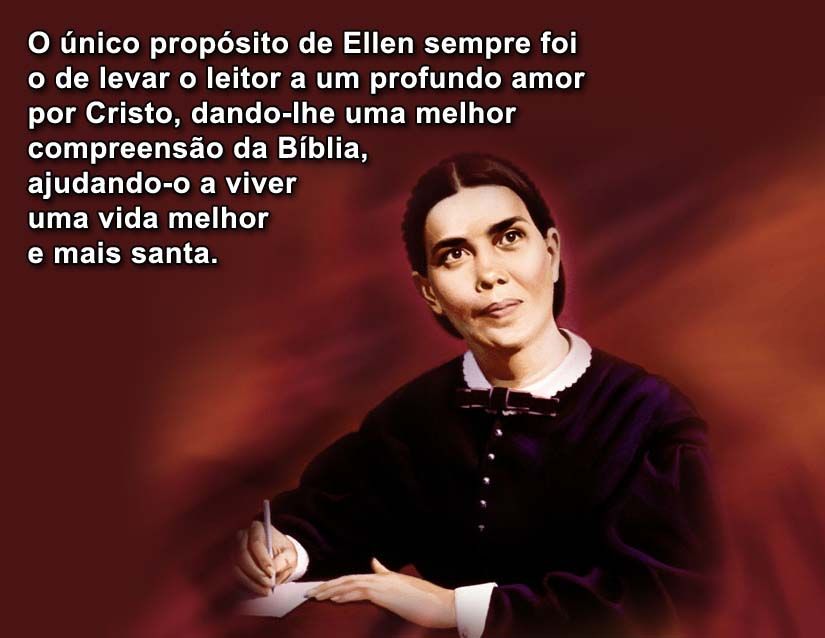 O único propósito de Ellen sempre foi
o de levar o leitor a um profundo amor
por Cristo, dando-lhe uma melhor
compreensão da Bíblia,
ajudando-o a viver
uma vida melhor
e mais santa.